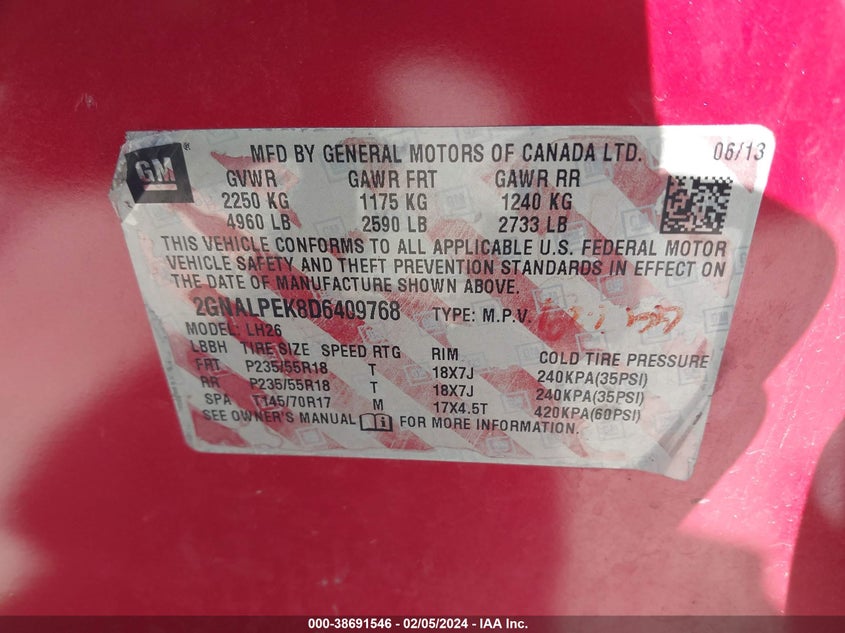 GM ® MFD BY GENERAL MOTORS OF CANADA LTD. 06/13
GVWR GAWR FRT GAWR RR
2250 KG 1175 KG 1240 KG
4960 LB 2590 LB 2733 LB
THIS VEHICLE CONFORMS TO ALL APPLICABLE U.S. FEDERAL MOTOR
VEHICLE SAFETY AND THEFT PREVENTION STANDARDS IN EFFECT ON
THE DATE OF MANUFACTURE SHOWN ABOVE.
2GNALPEK8D6409768 TYPE: M.P.V.
MODEL: LH26
LBBH TIRE SIZE SPEED RTG RIM COLD TIRE PRESSURE
FRT P235/55R18 T 18X7J 240KPA(35PSI)
RR P235/55R18 T 18X7J 240KPA(35PSI)
SPA T145/70R17 M 17X4.5T 420KPA(60PSI)
SEE OWNER'S MANUAL FOR MORE INFORMATION.
000-38691546 - 02/05/2024 - IAA Inc.